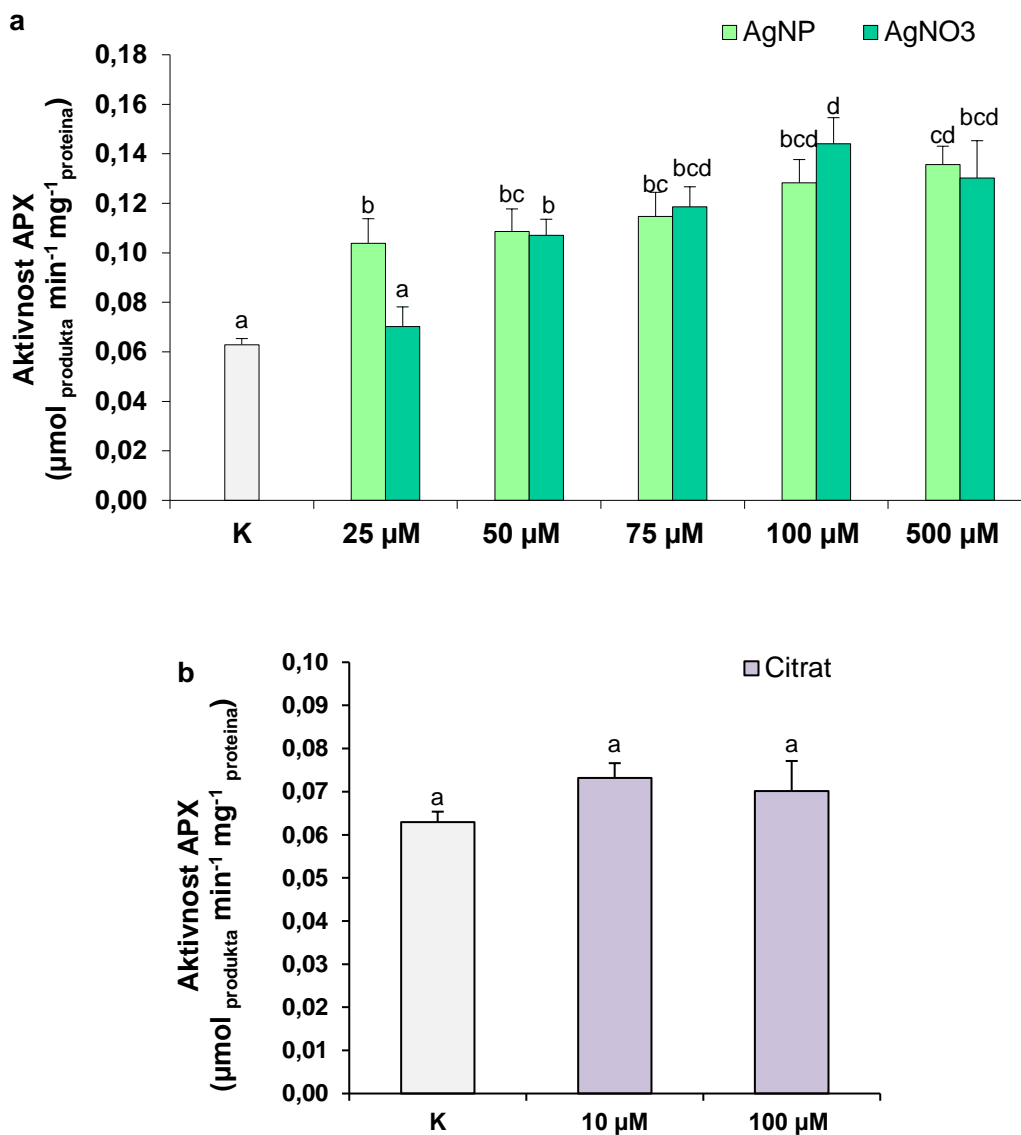 a
AgNP AgNO3
Aktivnost APX
(µmol produkta min-1 mg-1 proteina)
0,18
0,16
0,14
0,12
0,10
0,08
0,06
0,04
0,02
0,00
a
b
a
bc
b
bc
bcd
bcd
d
cd
bcd
K 25 µM 50 µM 75 µM 100 µM 500 µM
b
Citrat
Aktivnost APX
(µmol produkta min-1 mg-1 proteina)
0,10
0,09
0,08
0,07
0,06
0,05
0,04
0,03
0,02
0,01
0,00
a
a
a
K 10 µM 100 µM